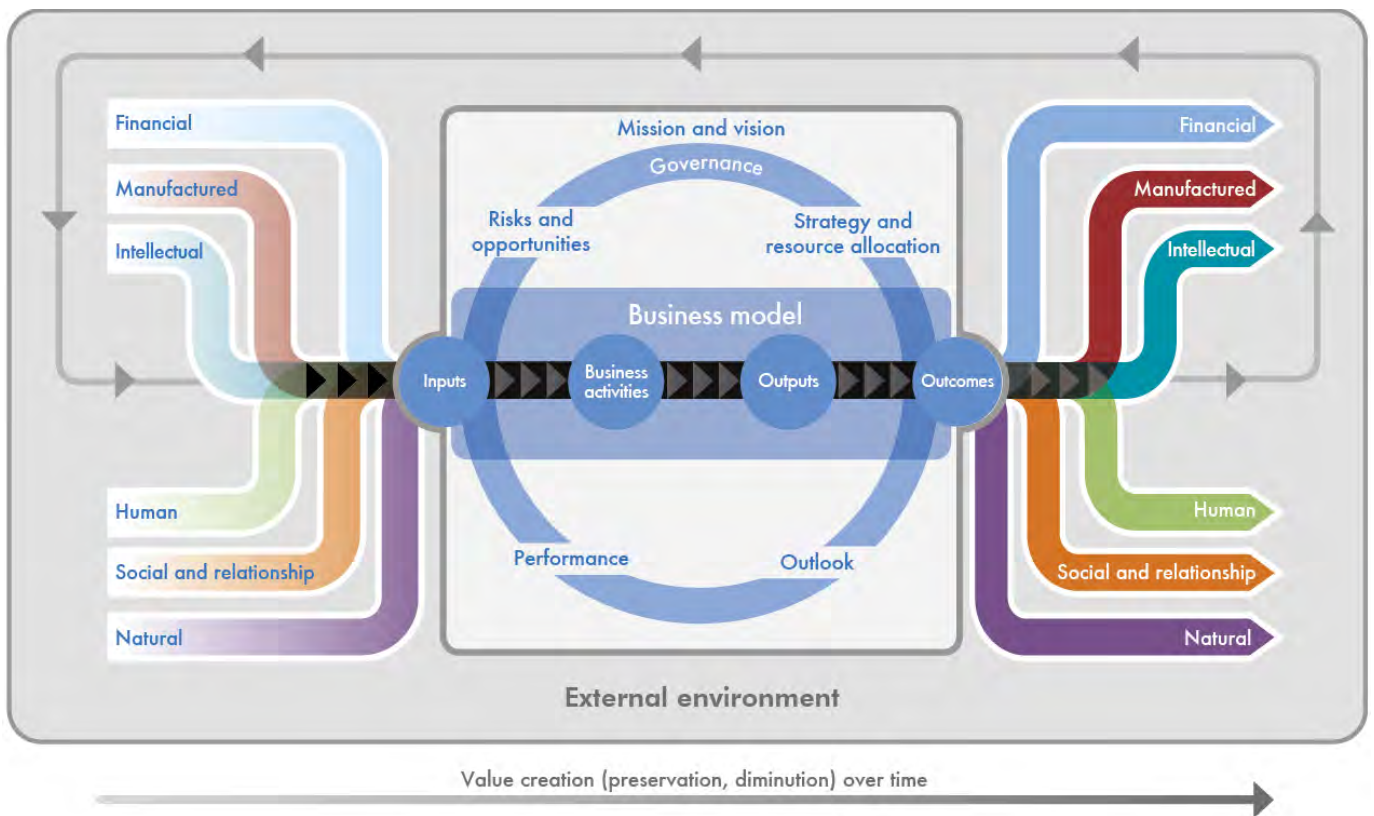 Financial
Manufactured
Intellectual
Human
Social and relationship
Natural
Mission and vision
Governance
Risks and
opportunities
Strategy and
resource allocation
Business model
Inputs
Business
activities
Outputs
Outcomes
Performance
Outlook
Financial
Manufactured
Intellectual
Human
Social and relationship
Natural
External environment
Value creation (preservation, diminution) over time